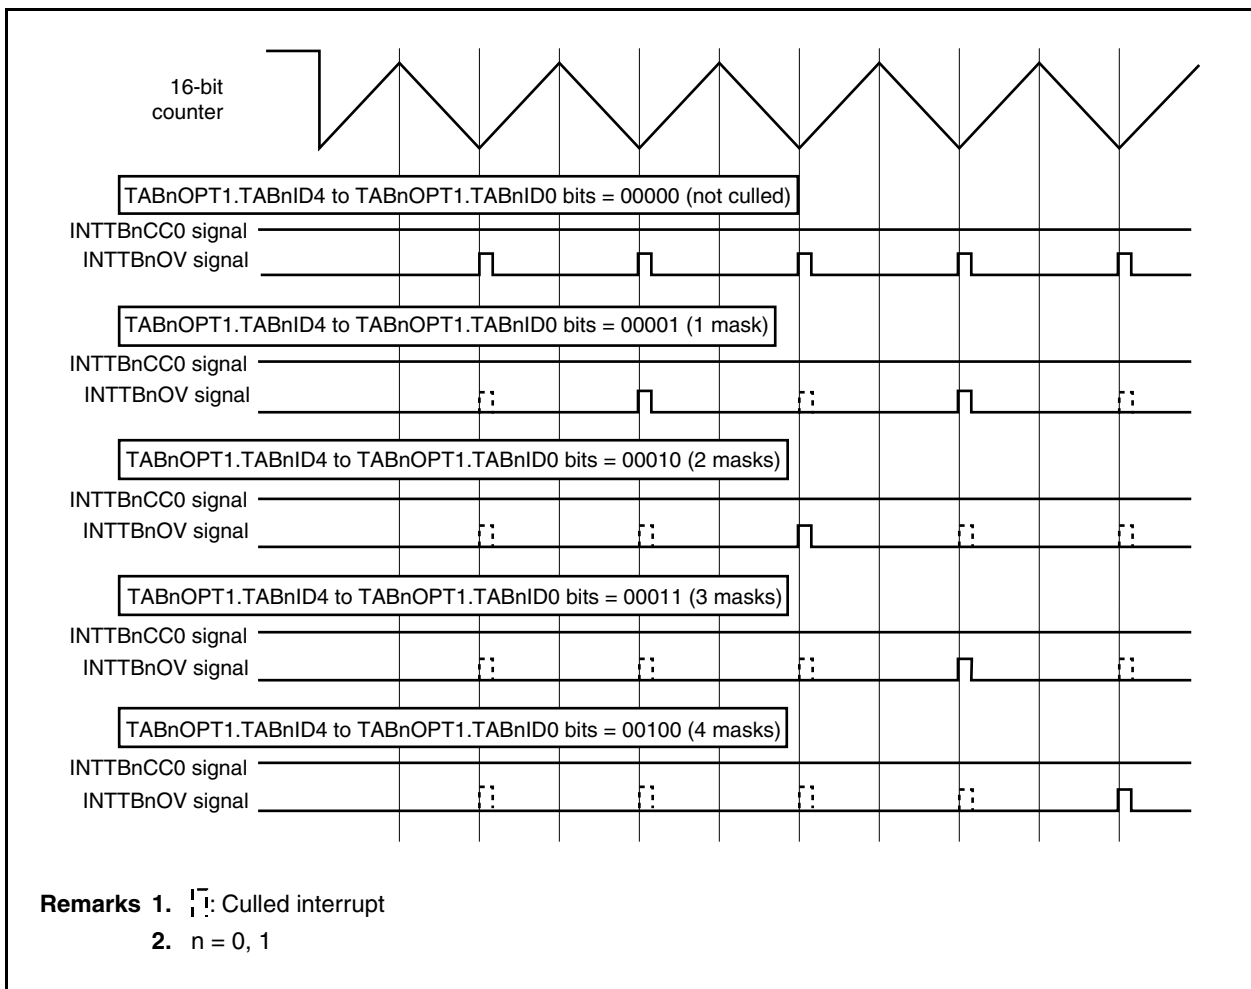 16-bit
counter
TABnOPT1.TABnID4 to TABnOPT1.TABnID0 bits = 00000 (not culled)
INTTBnCC0 signal
INTTBnOV signal
TABnOPT1.TABnID4 to TABnOPT1.TABnID0 bits = 00001 (1 mask)
INTTBnCC0 signal
INTTBnOV signal
TABnOPT1.TABnID4 to TABnOPT1.TABnID0 bits = 00010 (2 masks)
INTTBnCC0 signal
INTTBnOV signal
TABnOPT1.TABnID4 to TABnOPT1.TABnID0 bits = 00011 (3 masks)
INTTBnCC0 signal
INTTBnOV signal
TABnOPT1.TABnID4 to TABnOPT1.TABnID0 bits = 00100 (4 masks)
INTTBnCC0 signal
INTTBnOV signal
Remarks 1. : Culled interrupt
2. n = 0, 1